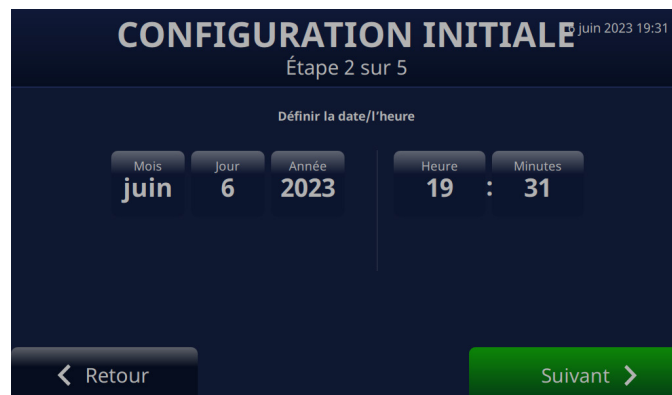 CONFIGURATION INITIALE
6 juin 2023 19:31
Étape 2 sur 5
Définir la date/l'heure
Mois Jour Année Heure Minutes
juin 6 2023 19 : 31
Retour Suivant